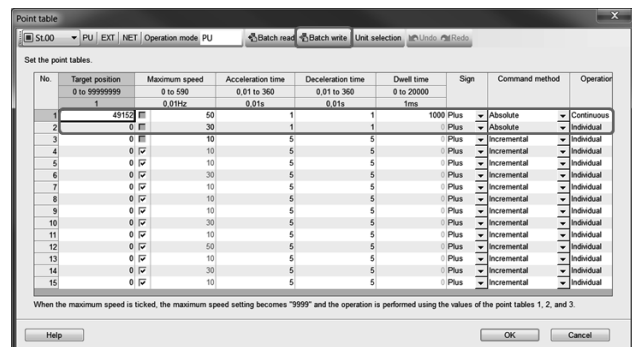 Point table
St.00 PU EXT NET Operation mode PU Batch read Batch write Unit selection Undo Redo
Set the point tables.
No. Target position Maximum speed Acceleration time Deceleration time Dwell time Sign Command method Operation
0 to 99999999 0 to 590 0,01 to 360 0,01 to 360 0 to 20000
1 0,01Hz 0,01s 0,01s 1ms
1 49152 50 1 1 1000 Plus Absolute Continuous
2 0 30 1 1 0 Plus Absolute Individual
3 0 10 5 5 0 Plus Incremental Individual
4 0 10 5 5 0 Plus Incremental Individual
5 0 10 5 5 0 Plus Incremental Individual
6 0 30 5 5 0 Plus Incremental Individual
7 0 10 5 5 0 Plus Incremental Individual
8 0 10 5 5 0 Plus Incremental Individual
9 0 10 5 5 0 Plus Incremental Individual
10 0 30 5 5 0 Plus Incremental Individual
11 0 10 5 5 0 Plus Incremental Individual
12 0 50 5 5 0 Plus Incremental Individual
13 0 10 5 5 0 Plus Incremental Individual
14 0 30 5 5 0 Plus Incremental Individual
15 0 10 5 5 0 Plus Incremental Individual
When the maximum speed is ticked, the maximum speed setting becomes "9999" and the operation is performed using the values of the point tables 1, 2, and 3.
Help OK Cancel